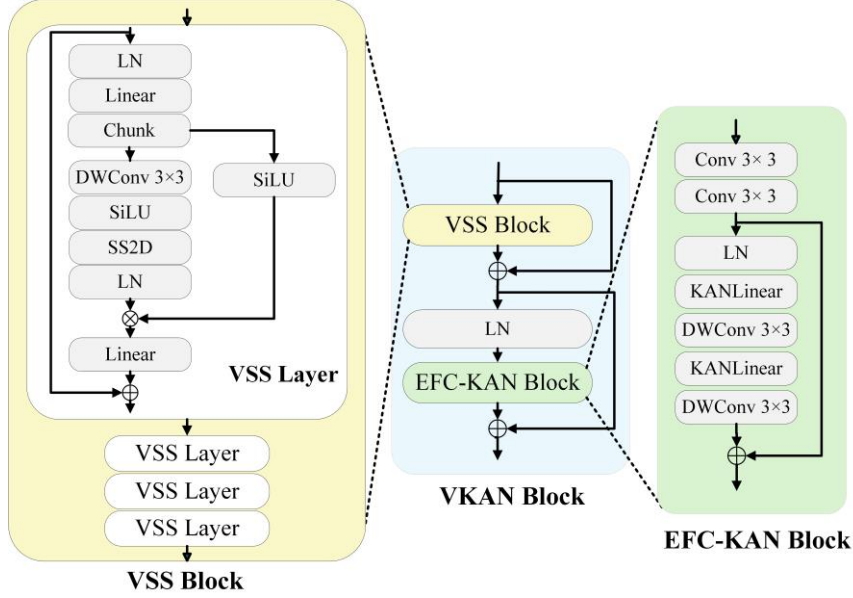 LN
Linear
Chunk
DWConv 3×3
SiLU
SiLU
SS2D
LN
Linear
VSS Layer
VSS Layer
VSS Layer
VSS Layer
VSS Block
VSS Block
LN
EFC-KAN Block
VKAN Block
Conv 3× 3
Conv 3× 3
LN
KANLinear
DWConv 3×3
KANLinear
DWConv 3×3
EFC-KAN Block